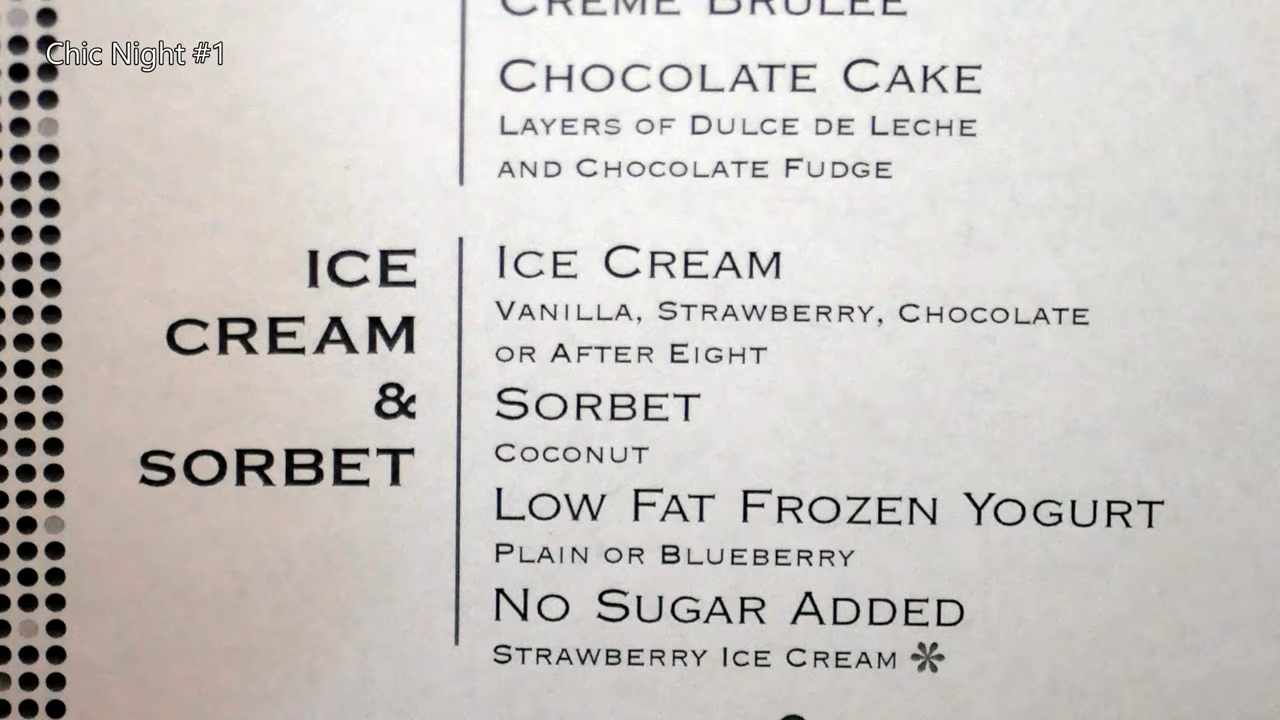 Chic Night #1
CRÈME BRÛLÉE
CHOCOLATE CAKE
LAYERS OF DULCE DE LECHE
AND CHOCOLATE FUDGE
ICE
CREAM
&
SORBET
ICE CREAM
VANILLA, STRAWBERRY, CHOCOLATE
OR AFTER EIGHT
SORBET
COCONUT
LOW FAT FROZEN YOGURT
PLAIN OR BLUEBERRY
NO SUGAR ADDED
STRAWBERRY ICE CREAM *